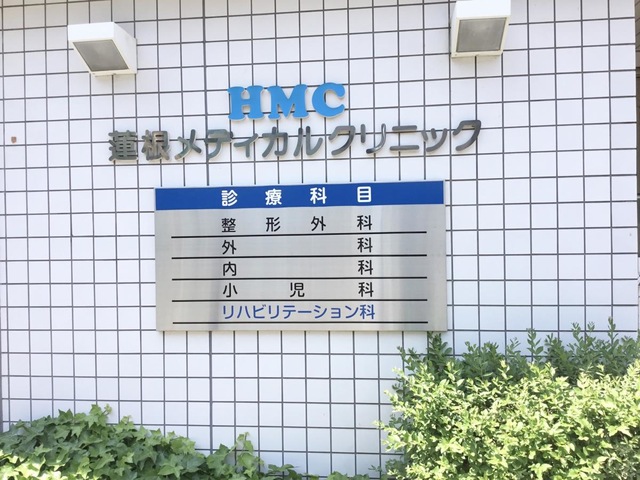 HMC
蓮根メディカルクリニック
診療科目
整形外科
外科
内科
小児科
リハビリテーション科